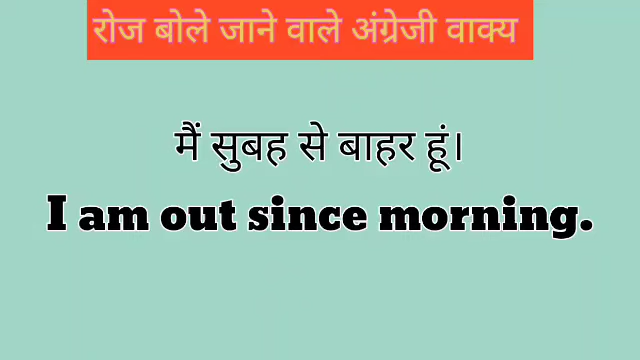 रोज बोले जाने वाले अंग्रेजी वाक्य
मैं सुबह से बाहर हूं।
I am out since morning.